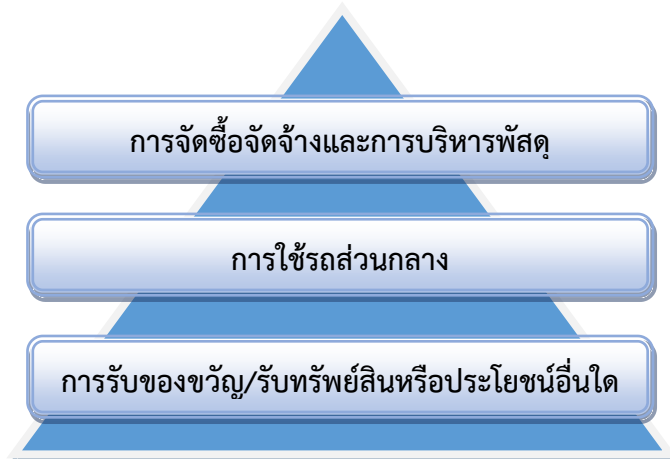 การจัดซื้อจัดจ้างและการบริหารพัสดุ
การใช้รถส่วนกลาง
การรับของขวัญ/รับทรัพย์สินหรือประโยชน์อื่นใด